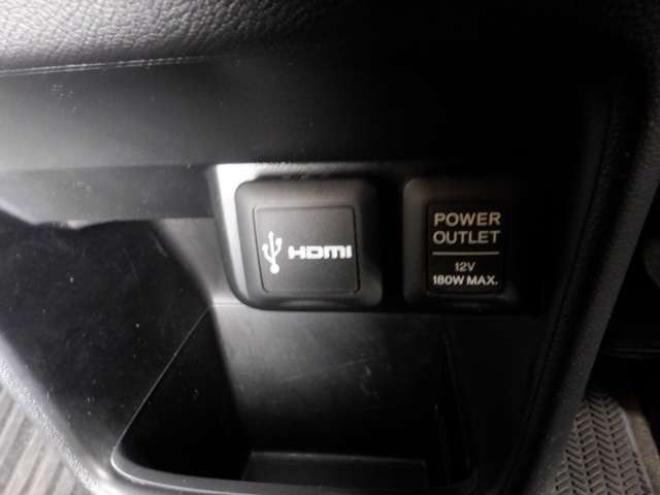 HDMI
POWER
OUTLET
12V
180W MAX.